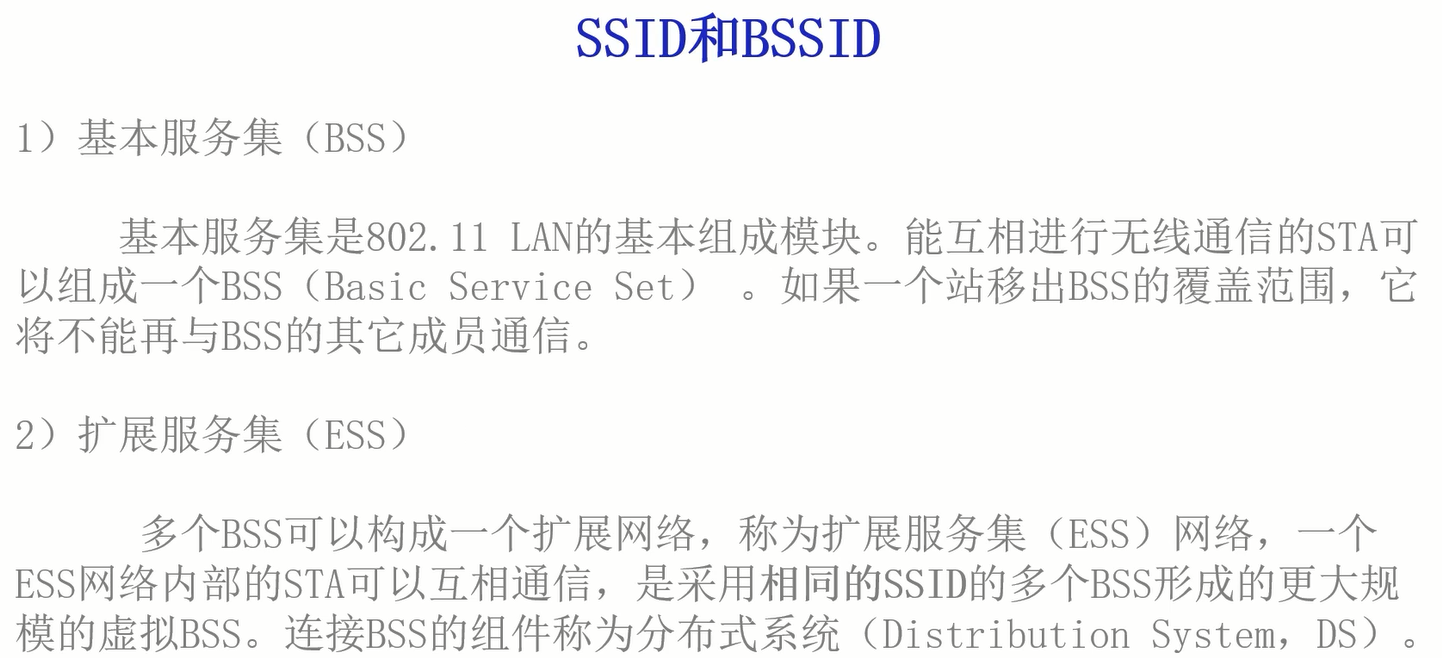 SSID和BSSID
1）基本服务集（BSS）
基本服务集是802.11 LAN的基本组成模块。能互相进行无线通信的STA可
以组成一个BSS（Basic Service Set） 。如果一个站移出BSS的覆盖范围，它
将不能再与BSS的其它成员通信。
2）扩展服务集（ESS）
多个BSS可以构成一个扩展网络，称为扩展服务集（ESS）网络，一个
ESS网络内部的STA可以互相通信，是采用相同的SSID的多个BSS形成的更大规
模的虚拟BSS。连接BSS的组件称为分布式系统（Distribution System，DS）。